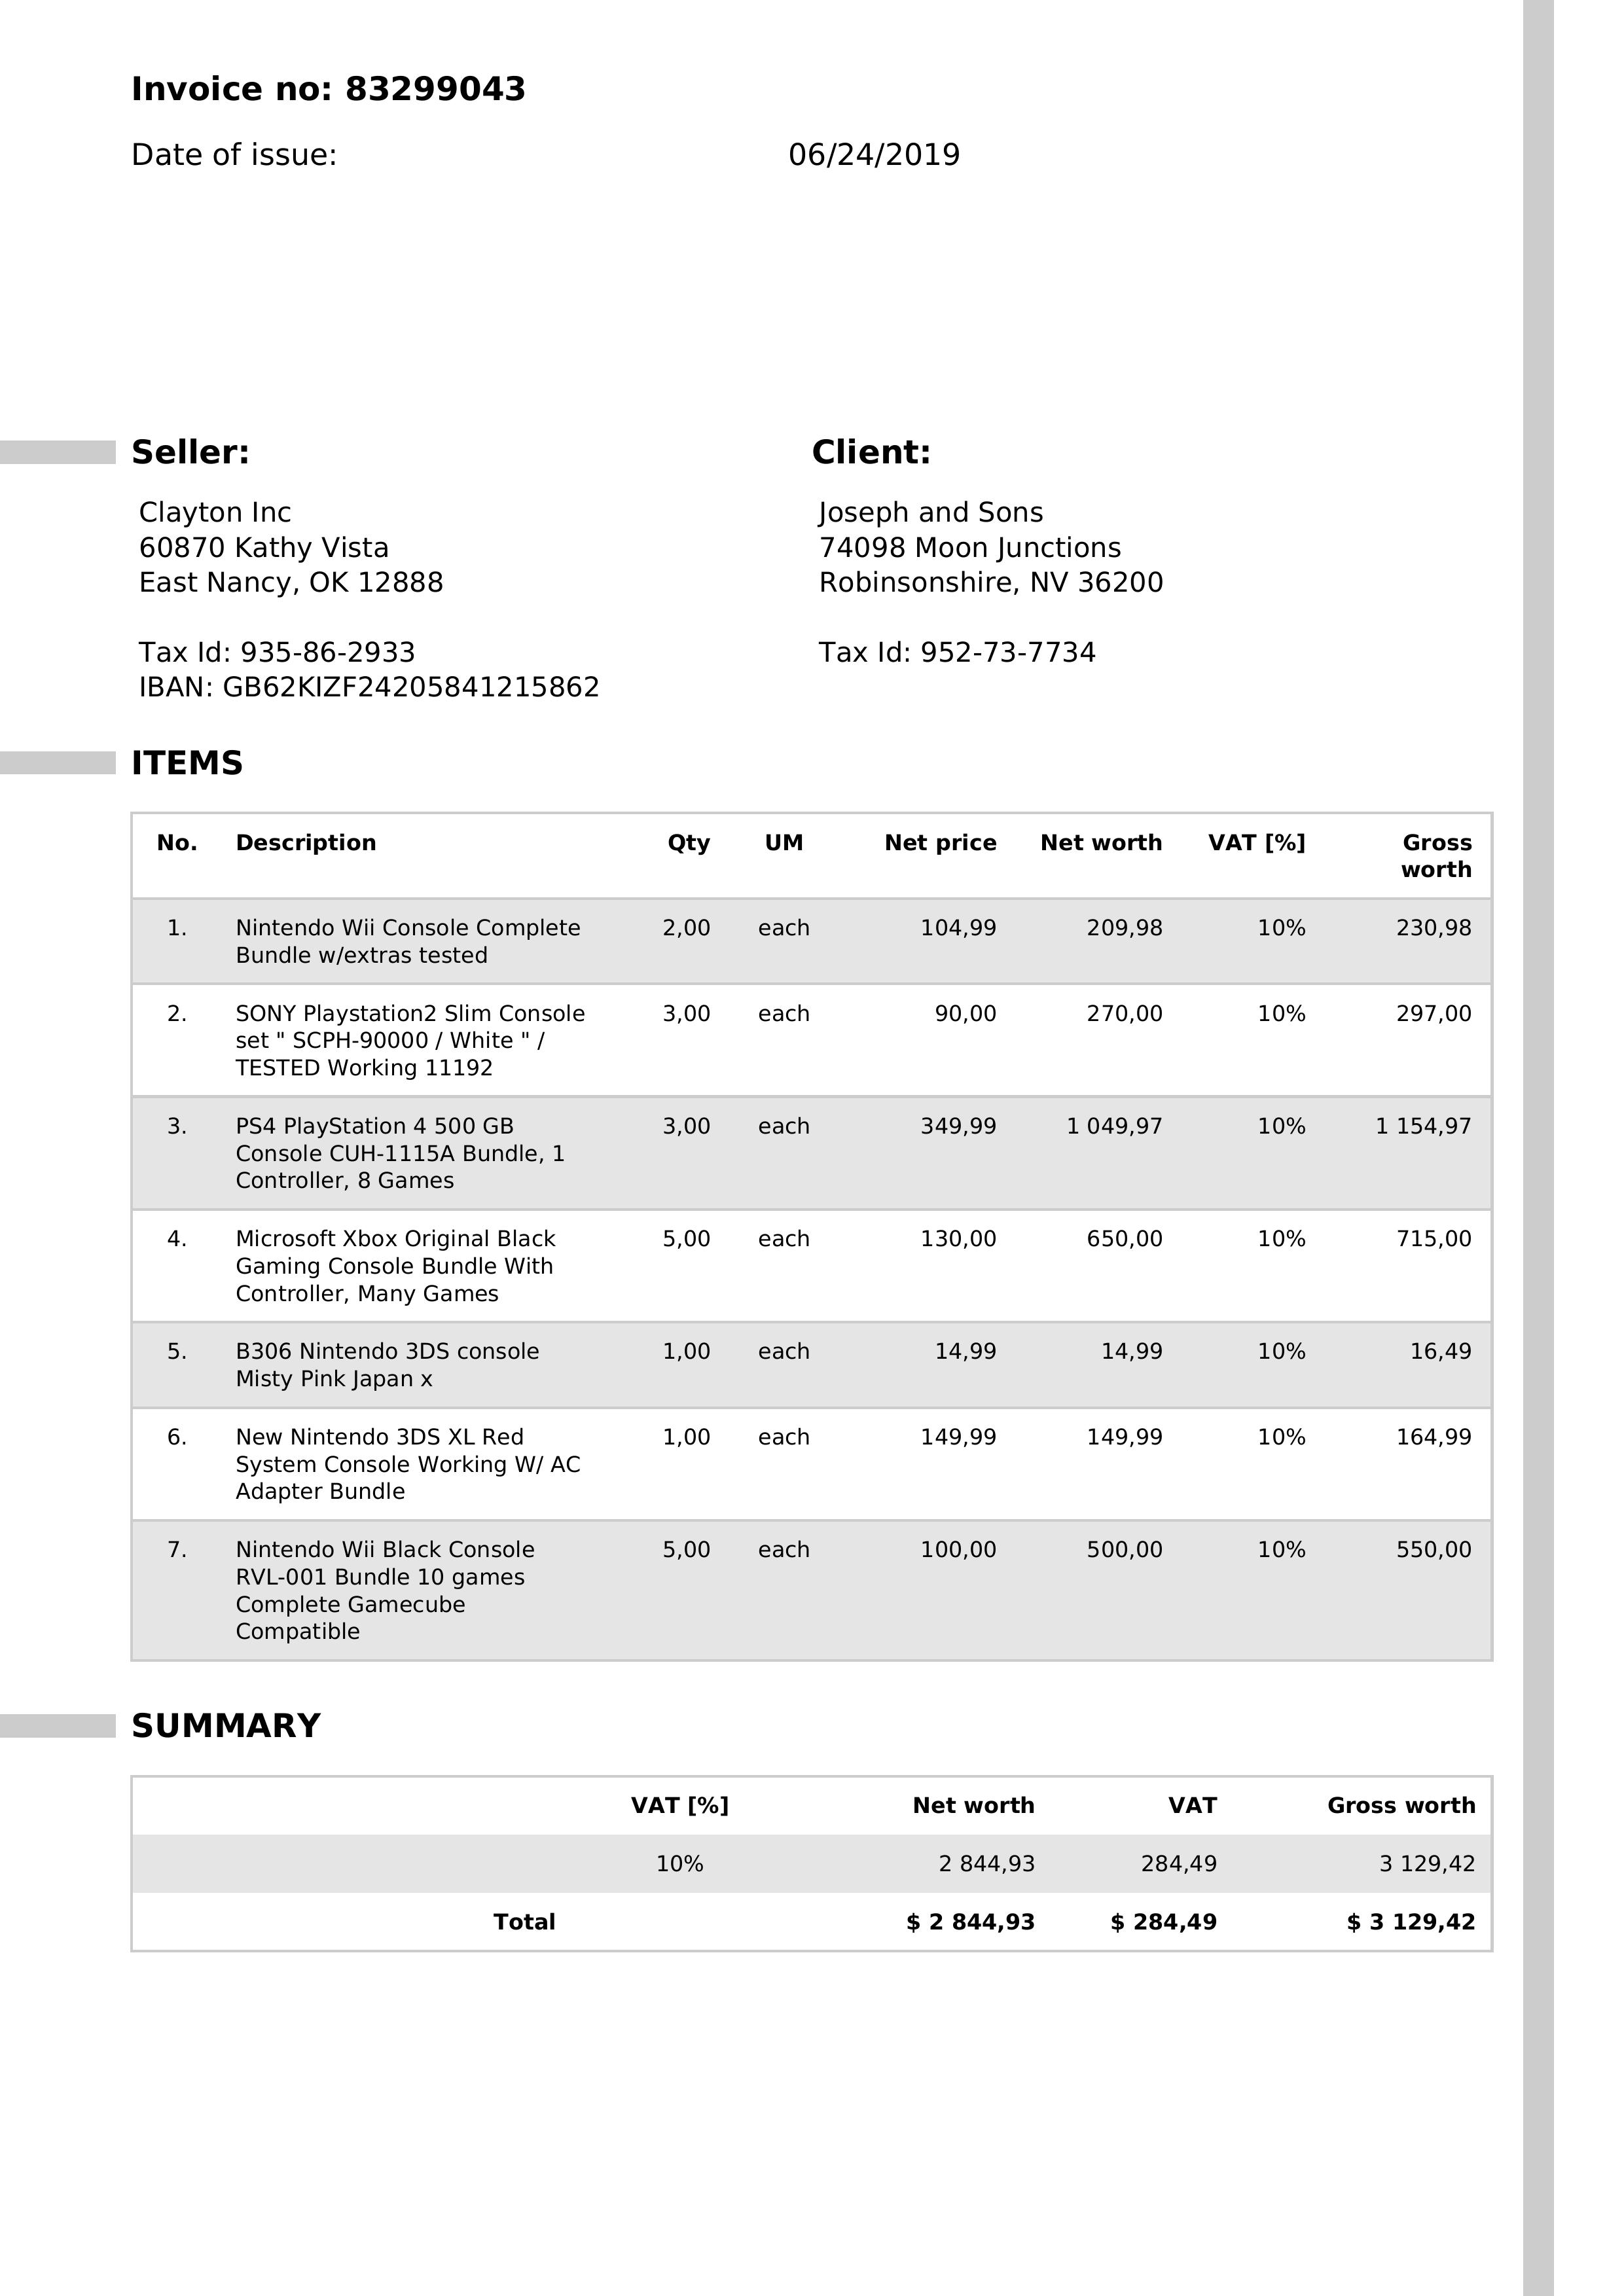 Invoice no: 83299043
Date of issue: 06/24/2019
Seller:
Clayton Inc
60870 Kathy Vista
East Nancy, OK 12888
Tax Id: 935-86-2933
IBAN: GB62KIZF24205841215862
Client:
Joseph and Sons
74098 Moon Junctions
Robinsonshire, NV 36200
Tax Id: 952-73-7734
ITEMS
No. Description Qty UM Net price Net worth VAT [%] Gross
worth
1. Nintendo Wii Console Complete 2,00 each 104,99 209,98 10% 230,98
Bundle w/extras tested
2. SONY Playstation2 Slim Console 3,00 each 90,00 270,00 10% 297,00
set " SCPH-90000 / White " /
TESTED Working 11192
3. PS4 PlayStation 4 500 GB 3,00 each 349,99 1 049,97 10% 1 154,97
Console CUH-1115A Bundle, 1
Controller, 8 Games
4. Microsoft Xbox Original Black 5,00 each 130,00 650,00 10% 715,00
Gaming Console Bundle With
Controller, Many Games
5. B306 Nintendo 3DS console 1,00 each 14,99 14,99 10% 16,49
Misty Pink Japan x
6. New Nintendo 3DS XL Red 1,00 each 149,99 149,99 10% 164,99
System Console Working W/ AC
Adapter Bundle
7. Nintendo Wii Black Console 5,00 each 100,00 500,00 10% 550,00
RVL-001 Bundle 10 games
Complete Gamecube
Compatible
SUMMARY
VAT [%] Net worth VAT Gross worth
10% 2 844,93 284,49 3 129,42
Total $ 2 844,93 $ 284,49 $ 3 129,42